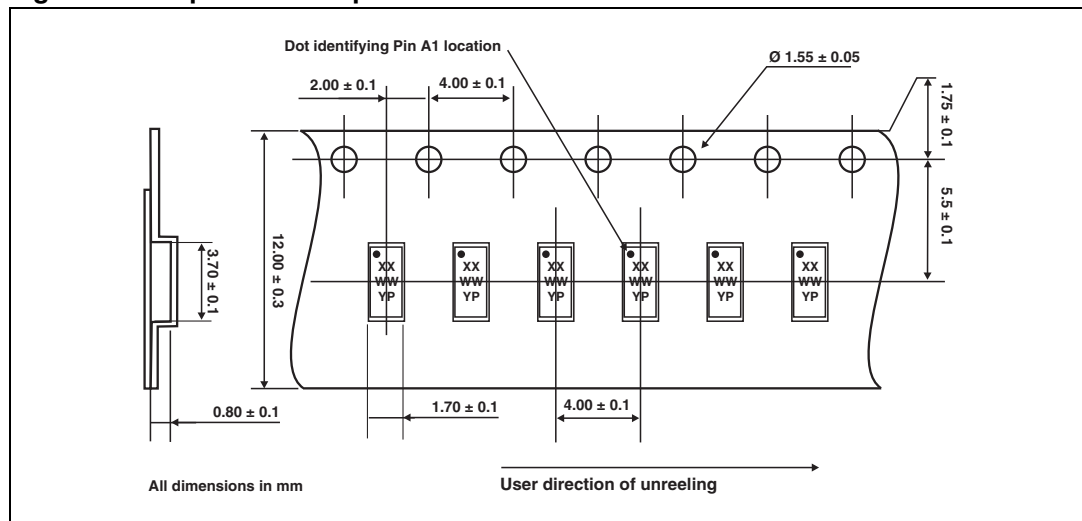 Dot identifying Pin A1 location
Ø 1.55 ± 0.05
2.00 ± 0.1
4.00 ± 0.1
1.75 ± 0.1
5.5 ± 0.1
12.00 ± 0.3
3.70 ± 0.1
XX
WW
YP
XX
WW
YP
XX
WW
YP
XX
WW
YP
XX
WW
YP
XX
WW
YP
0.80 ± 0.1
1.70 ± 0.1
4.00 ± 0.1
All dimensions in mm
User direction of unreeling